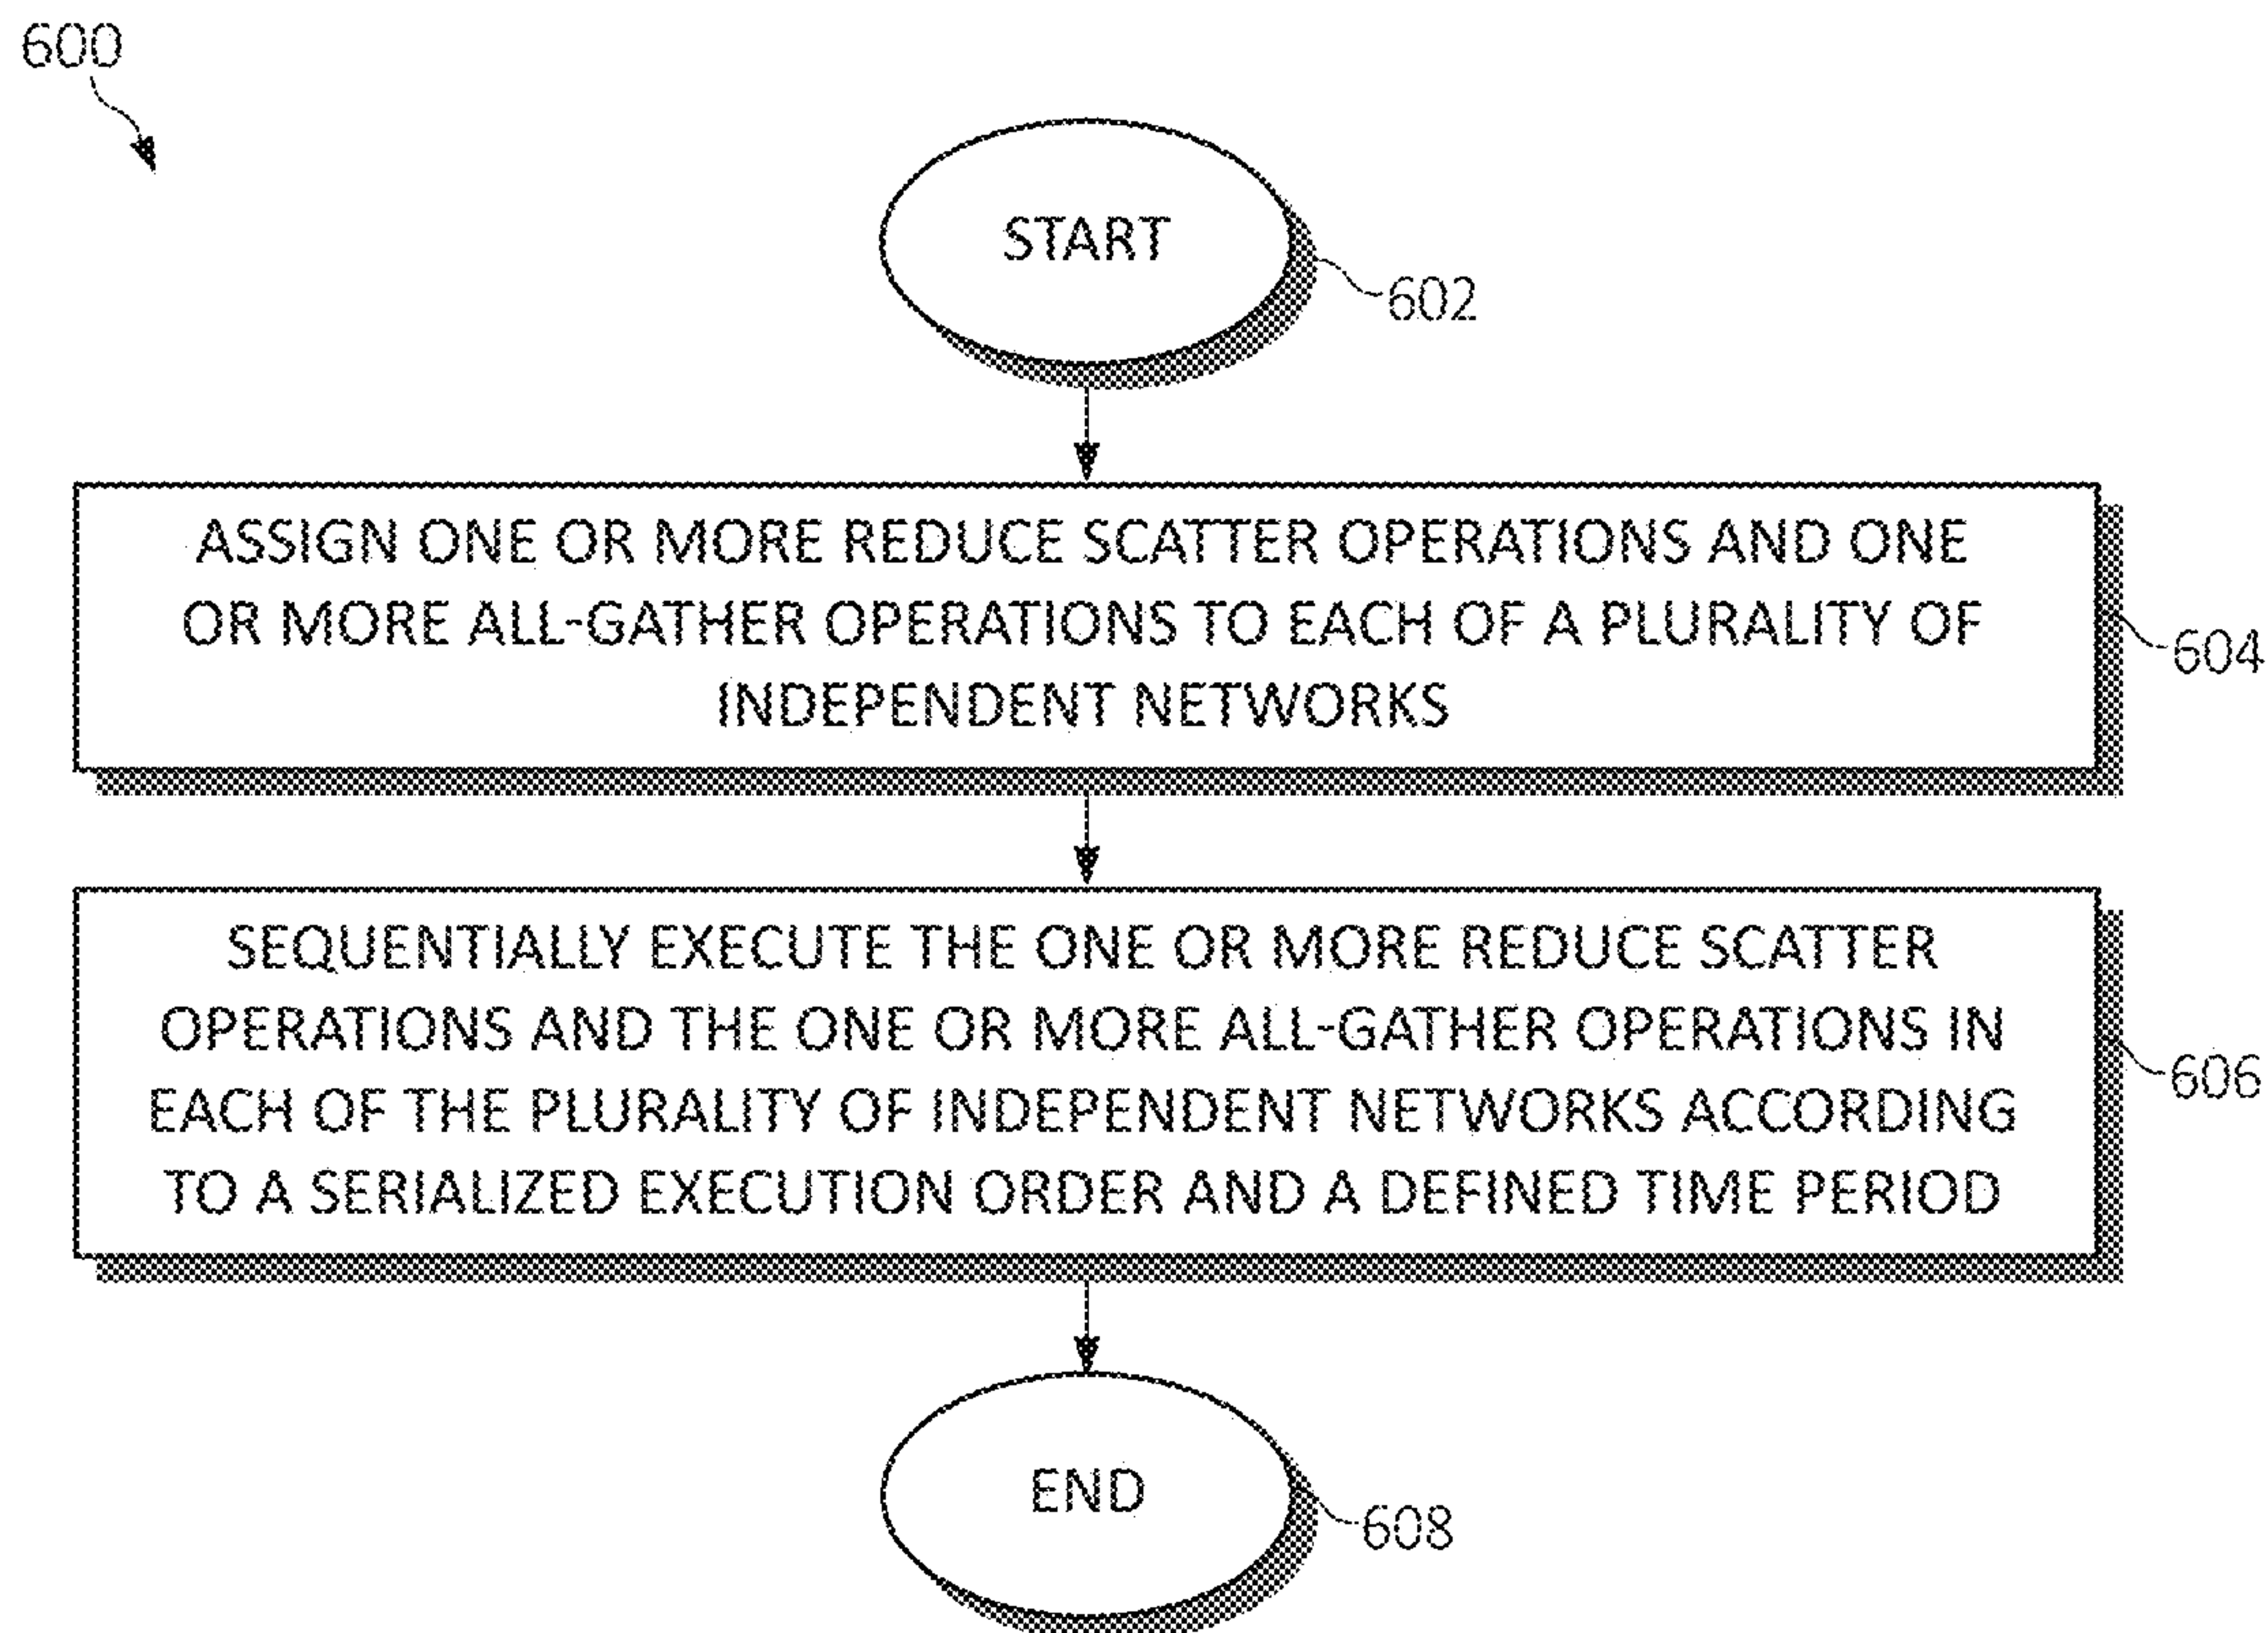 600
START
602
ASSIGN ONE OR MORE REDUCE SCATTER OPERATIONS AND ONE
OR MORE ALL-GATHER OPERATIONS TO EACH OF A PLURALITY OF
INDEPENDENT NETWORKS
604
SEQUENTIALLY EXECUTE THE ONE OR MORE REDUCE SCATTER
OPERATIONS AND THE ONE OR MORE ALL-GATHER OPERATIONS IN
EACH OF THE PLURALITY OF INDEPENDENT NETWORKS ACCORDING
TO A SERIALIZED EXECUTION ORDER AND A DEFINED TIME PERIOD
606
END
608